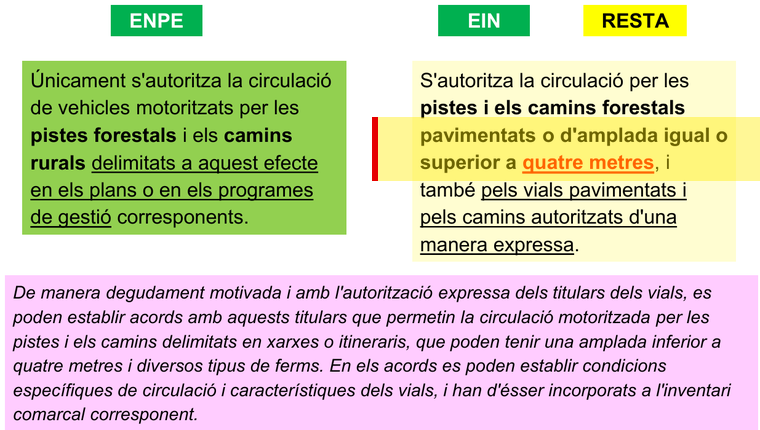 ENPE
EIN
RESTA
Únicament s'autoritza la circulació
de vehicles motoritzats per les
pistes forestals i els camins
rurals delimitats a aquest efecte
en els plans o en els programes
de gestió corresponents.
S'autoritza la circulació per les
pistes i els camins forestals
pavimentats o d'amplada igual o
superior a quatre metres, i
també pels vials pavimentats i
pels camins autoritzats d'una
manera expressa.
De manera degudament motivada i amb l'autorització expressa dels titulars dels vials, es
poden establir acords amb aquests titulars que permetin la circulació motoritzada per les
pistes i els camins delimitats en xarxes o itineraris, que poden tenir una amplada inferior a
quatre metres i diversos tipus de ferms. En els acords es poden establir condicions
específiques de circulació i característiques dels vials, i han d'ésser incorporats a l'inventari
comarcal corresponent.